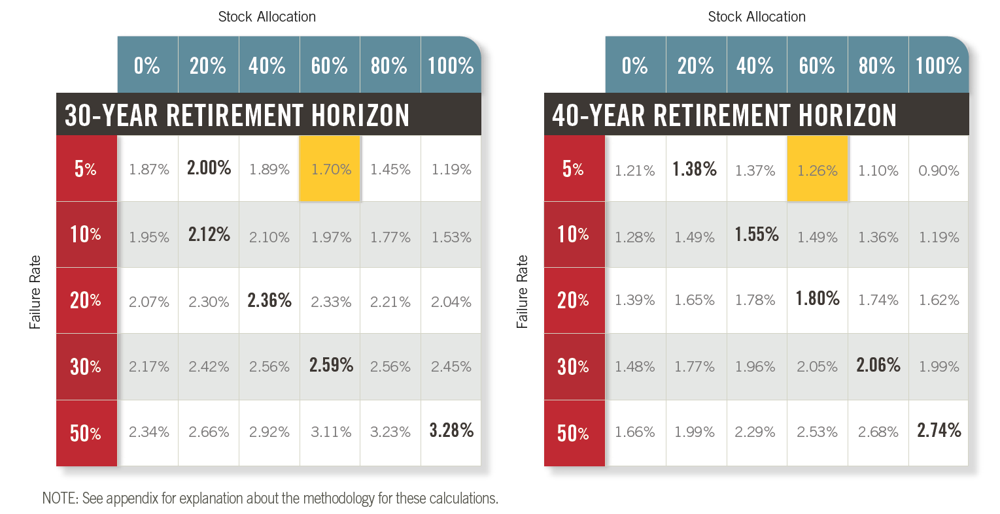 Stock Allocation
0% 20% 40% 60% 80% 100%
30-YEAR RETIREMENT HORIZON
Failure Rate
5% 1.87% 2.00% 1.89% 1.70% 1.45% 1.19%
10% 1.95% 2.12% 2.10% 1.97% 1.77% 1.53%
20% 2.07% 2.30% 2.36% 2.33% 2.21% 2.04%
30% 2.17% 2.42% 2.56% 2.59% 2.56% 2.45%
50% 2.34% 2.66% 2.92% 3.11% 3.23% 3.28%
Stock Allocation
0% 20% 40% 60% 80% 100%
40-YEAR RETIREMENT HORIZON
Failure Rate
5% 1.21% 1.38% 1.37% 1.26% 1.10% 0.90%
10% 1.28% 1.49% 1.55% 1.49% 1.36% 1.19%
20% 1.39% 1.65% 1.78% 1.80% 1.74% 1.62%
30% 1.48% 1.77% 1.96% 2.05% 2.06% 1.99%
50% 1.66% 1.99% 2.29% 2.53% 2.68% 2.74%
NOTE: See appendix for explanation about the methodology for these calculations.